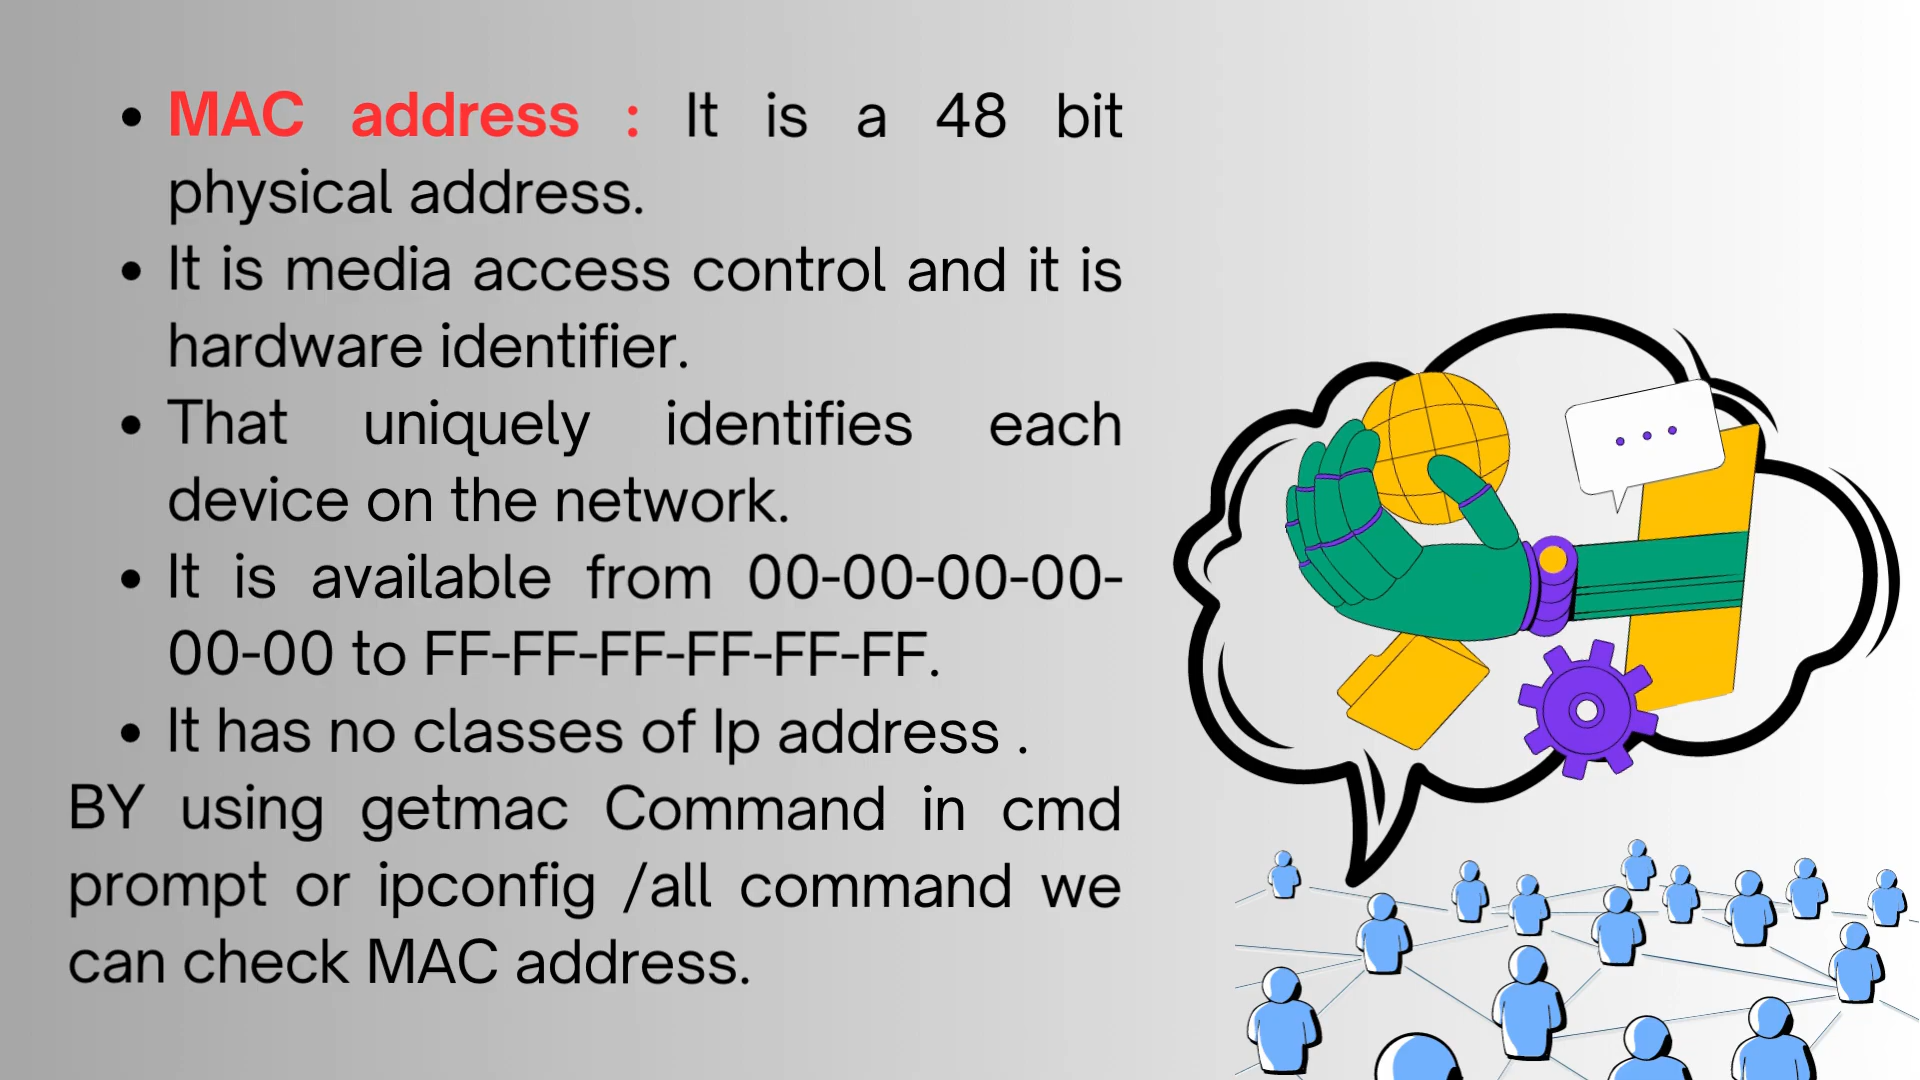 • MAC address : It is a 48 bit
physical address.
• It is media access control and it is
hardware identifier.
• That uniquely identifies each
device on the network.
• It is available from 00-00-00-00-
00-00 to FF-FF-FF-FF-FF-FF.
• It has no classes of Ip address .
BY using getmac Command in cmd
prompt or ipconfig /all command we
can check MAC address.